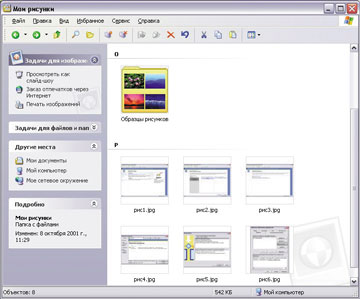 Мои рисунки
Файл Правка Вид Избранное Сервис Справка
Задачи для изображ
Просмотреть как
слайд-шоу
Заказ отпечатков через
Интернет
Печать изображений
Задачи для файлов и пап
Другие места
Мои документы
Мой компьютер
Мое сетевое окружение
Подробно
Мои рисунки
Папка с файлами
Изменен: 8 октября 2001 г.,
11:29
О
Образцы рисунков
Р
рис1.jpg рис2.jpg рис3.jpg
рис4.jpg рис5.jpg рис6.jpg
Объектов: 8 542 КБ Мой компьютер